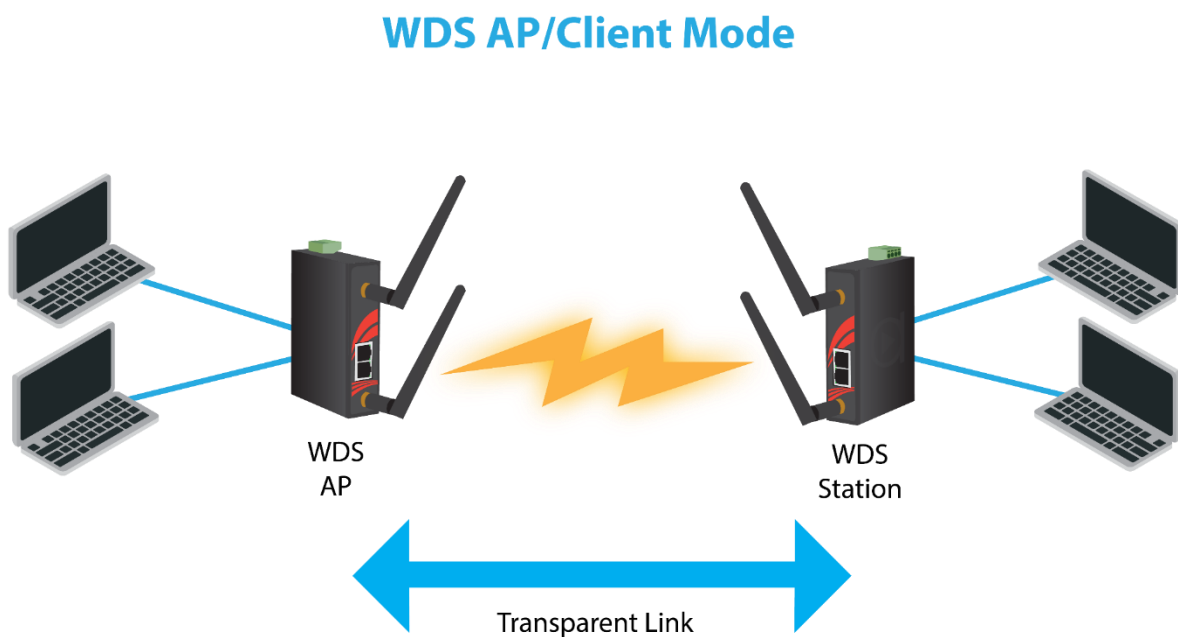 WDS AP/Client Mode
WDS
AP
WDS
Station
Transparent Link